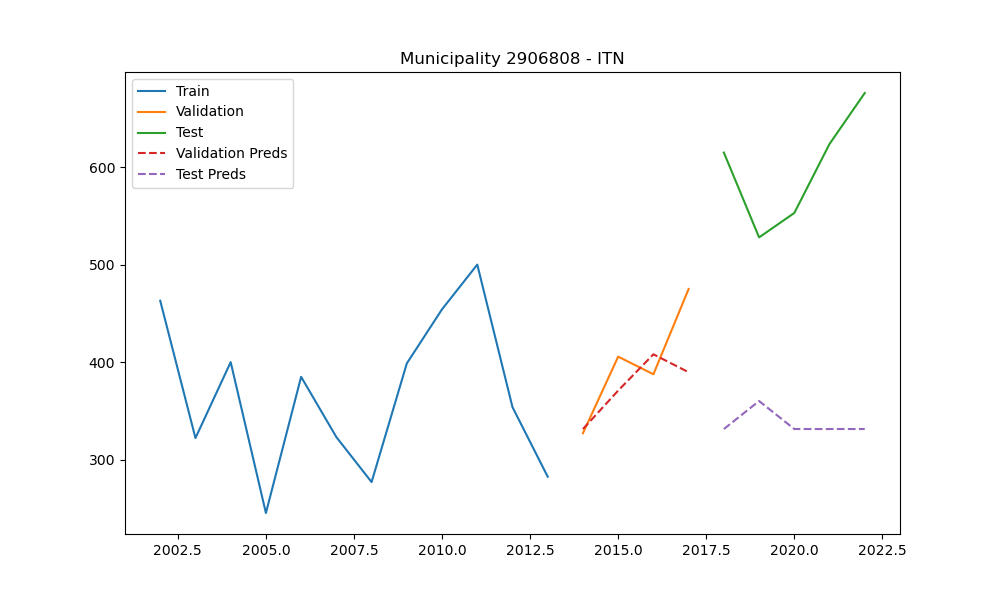 Municipality 2906808 - ITN
Train
Validation
Test
Validation Preds
Test Preds
600
500
400
300
2002.5
2005.0
2007.5
2010.0
2012.5
2015.0
2017.5
2020.0
2022.5